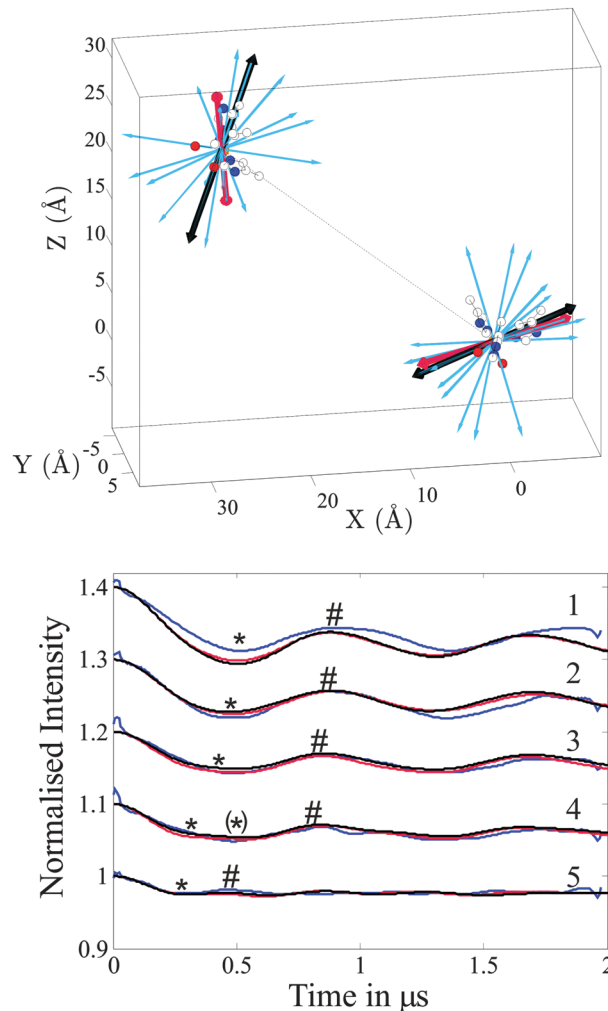 30
25
20
15
10
5
0
-5
Z (Å)
-5
0
5
Y (Å)
30
20
10
0
X (Å)
1.4
1.3
1.2
1.1
1
0.9
Normalised Intensity
* # 1
* # 2
* # 3
* (*) # 4
* # 5
0 0.5 1 1.5 2
Time in μs